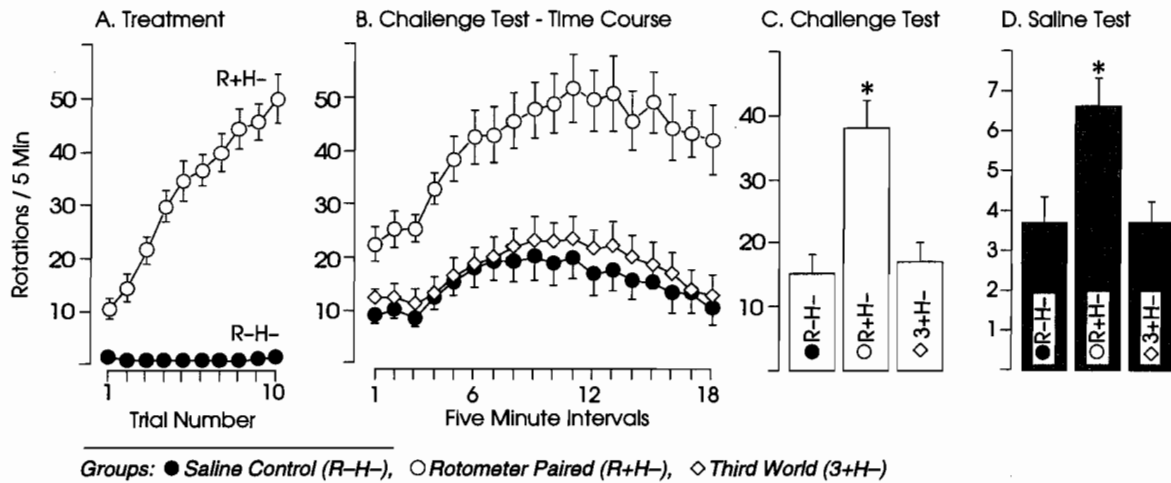 A. Treatment
B. Challenge Test - Time Course
C. Challenge Test
D. Saline Test
Rotations / 5 Min
50
40
30
20
10
R+H–
R–H–
1
10
Trial Number
50
40
30
20
10
1
6
12
18
Five Minute Intervals
40
30
20
10
*
R–H–
R+H–
3+H–
7
6
5
4
3
2
1
*
R–H–
R+H–
3+H–
Groups: Saline Control (R–H–), Rotometer Paired (R+H–), Third World (3+H–)